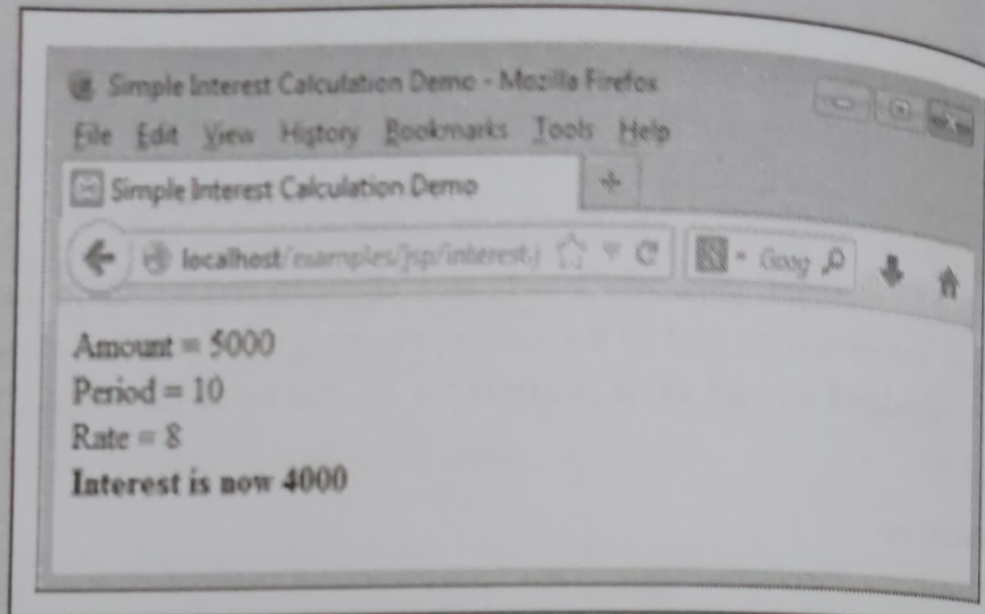 Simple Interest Calculation Demo - Mozilla Firefox
File Edit View History Bookmarks Tools Help
Simple Interest Calculation Demo
localhost/examples/jsp/interest.j Goog
Amount = 5000
Period = 10
Rate = 8
Interest is now 4000